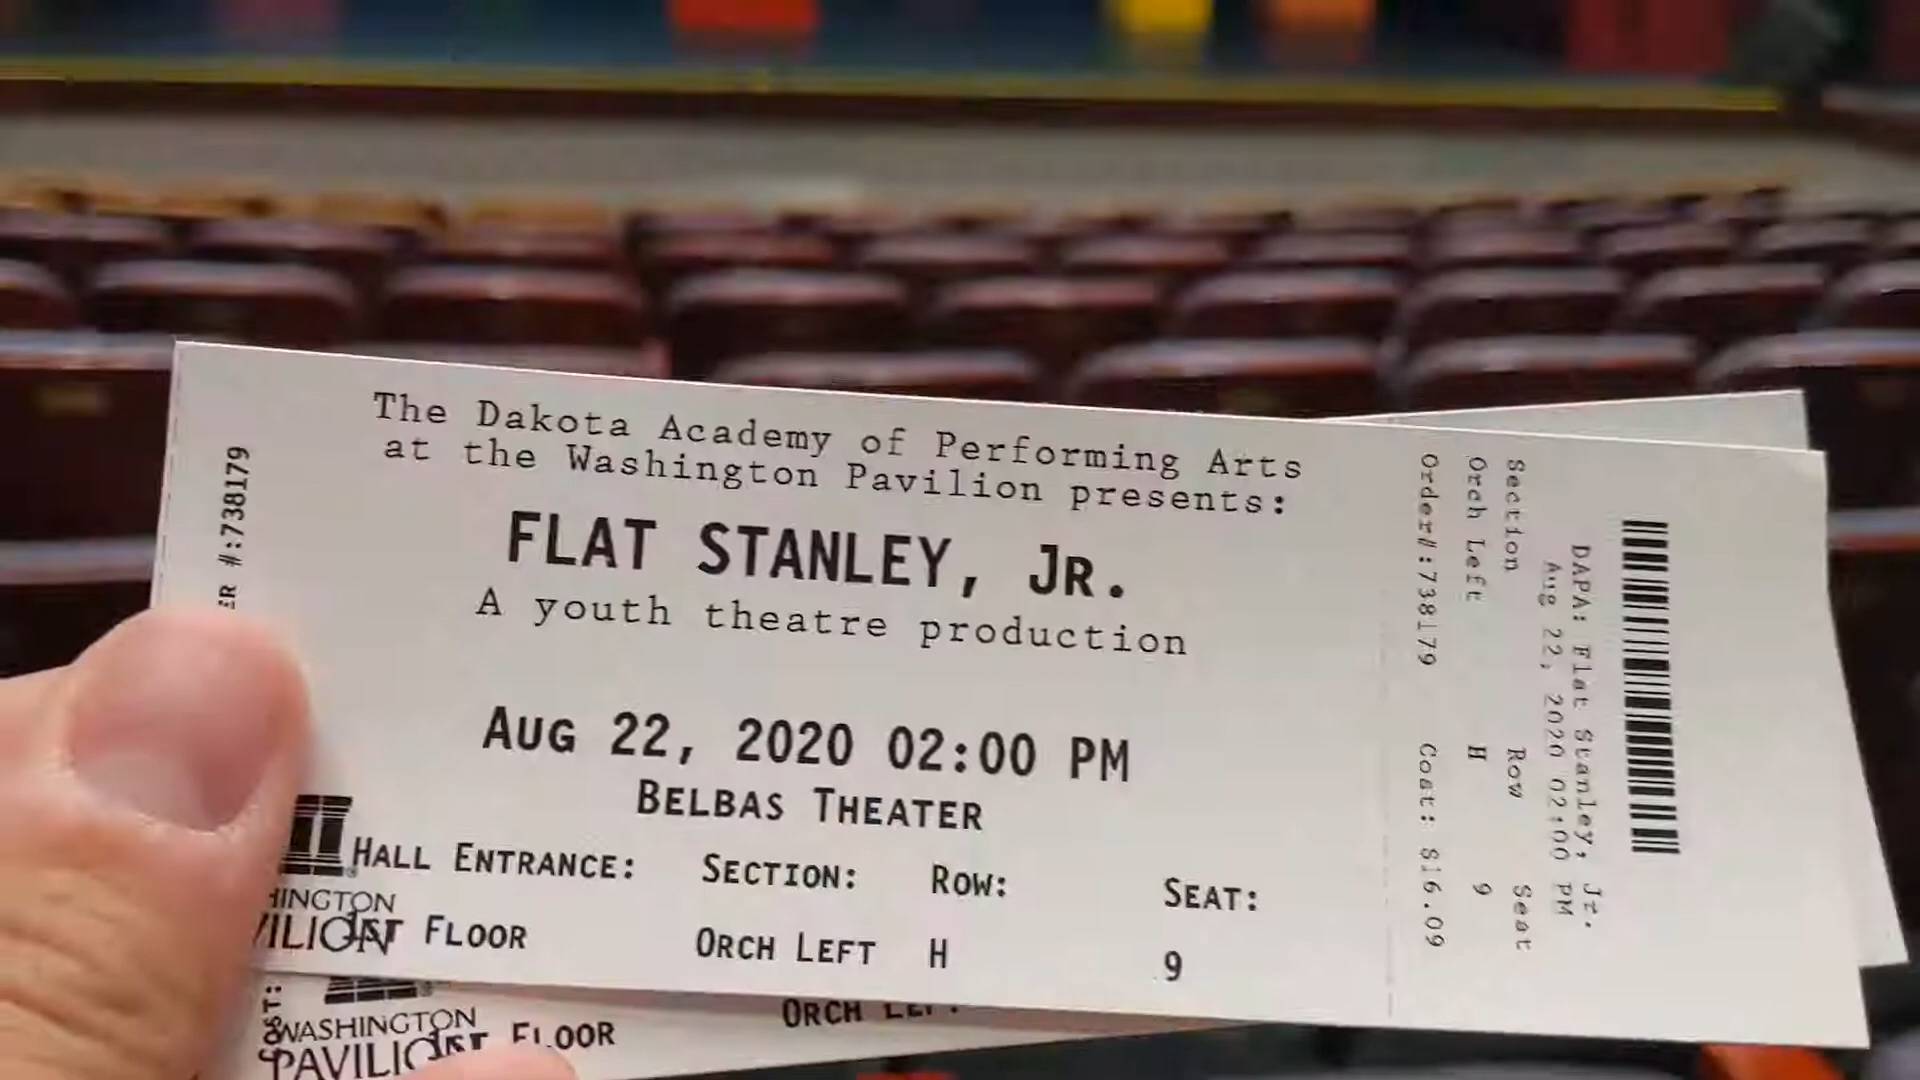 The Dakota Academy of Performing Arts
at the Washington Pavilion presents:
FLAT STANLEY, JR.
A youth theatre production
AUG 22, 2020 02:00 PM
BELBAS THEATER
HALL ENTRANCE: SECTION: ROW: SEAT:
FLOOR ORCH LEFT H 9
#:738179
Order#:738179 Cost: $16.09
Orch Left H 9
Section Row Seat
Aug 22, 2020 02:00 PM
DAPA: Flat Stanley, Jr.
WASHINGTON
PAVILION
FLOOR
ORCH